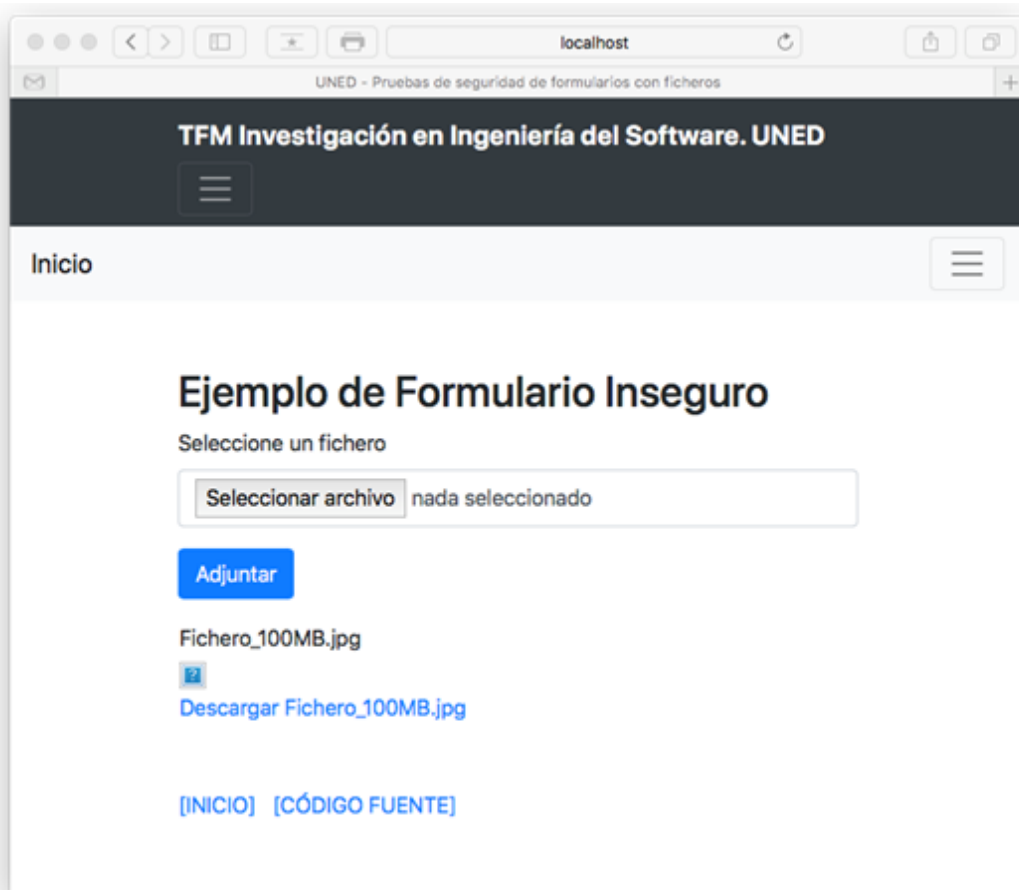 localhost
UNED - Pruebas de seguridad de formularios con ficheros
TFM Investigación en Ingeniería del Software. UNED
Inicio
Ejemplo de Formulario Inseguro
Seleccione un fichero
Seleccionar archivo nada seleccionado
Adjuntar
Fichero_100MB.jpg
Descargar Fichero_100MB.jpg
[INICIO] [CÓDIGO FUENTE]